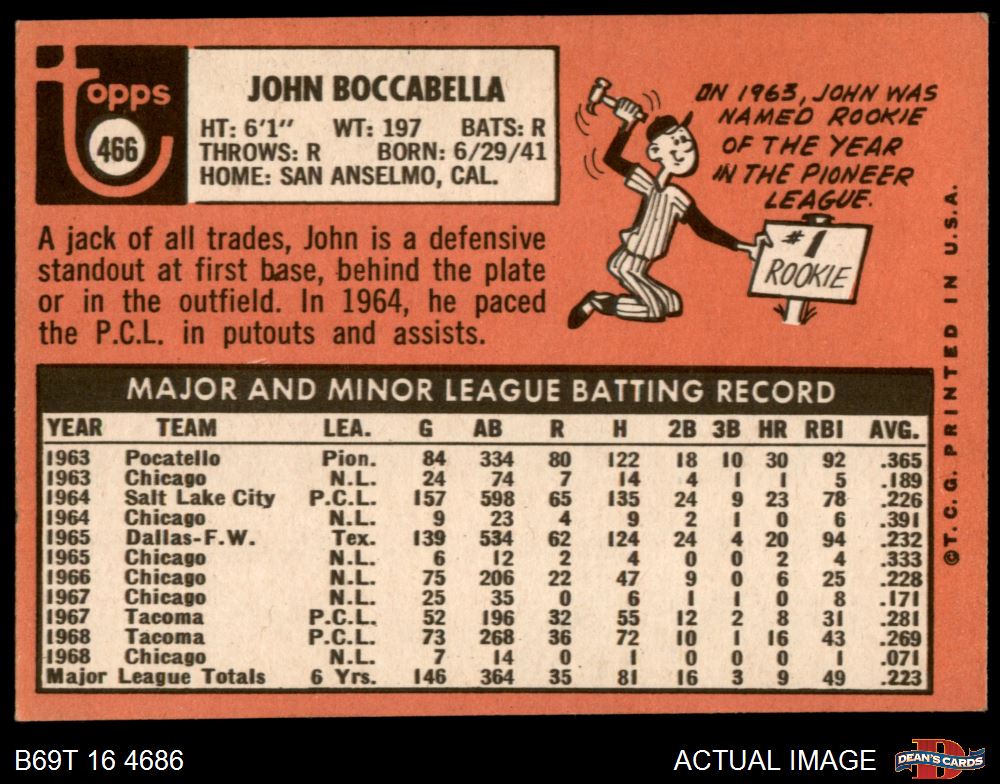 topps
466
JOHN BOCCABELLA
HT: 6'1" WT: 197 BATS: R
THROWS: R BORN: 6/29/41
HOME: SAN ANSELMO, CAL.
A jack of all trades, John is a defensive
standout at first base, behind the plate
or in the outfield. In 1964, he paced
the P.C.L. in putouts and assists.
IN 1963, JOHN WAS
NAMED ROOKIE
OF THE YEAR
IN THE PIONEER
LEAGUE.
#1
ROOKIE
MAJOR AND MINOR LEAGUE BATTING RECORD
YEAR TEAM LEA. G AB R H 2B 3B HR RBI AVG.
1963 Pocatello Pion. 84 334 80 122 18 10 30 92 .365
1963 Chicago N.L. 24 74 7 14 4 1 1 5 .189
1964 Salt Lake City P.C.L. 157 598 65 135 24 9 23 78 .226
1964 Chicago N.L. 9 23 4 9 2 1 0 6 .391
1965 Dallas-F.W. Tex. 139 534 62 124 24 4 20 94 .232
1965 Chicago N.L. 6 12 2 4 0 0 2 4 .333
1966 Chicago N.L. 75 206 22 47 9 0 6 25 .228
1967 Chicago N.L. 25 35 0 6 1 1 0 8 .171
1967 Tacoma P.C.L. 52 196 32 55 12 2 8 31 .281
1968 Tacoma P.C.L. 73 268 36 72 10 1 16 43 .269
1968 Chicago N.L. 7 14 0 1 0 0 0 1 .071
Major League Totals 6 Yrs. 146 364 35 81 16 3 9 49 .223
©T.C.G. PRINTED IN U.S.A.
B69T 16 4686
ACTUAL IMAGE
DEAN'S CARDS